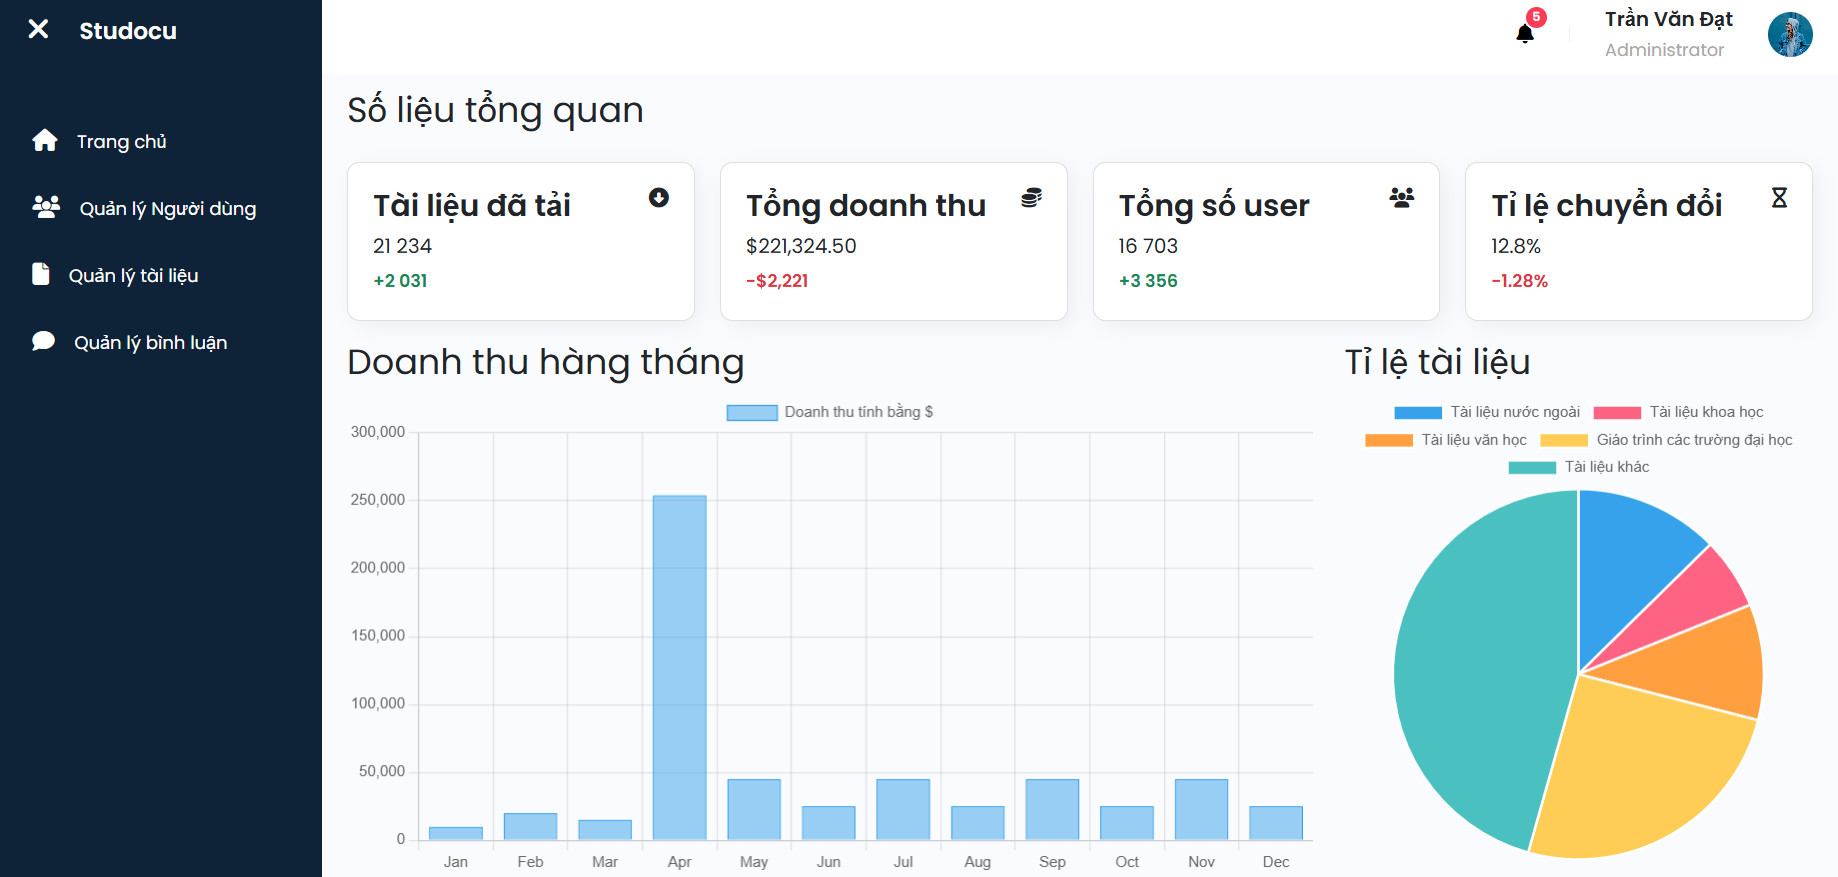 Studocu
Trang chủ
Quản lý Người dùng
Quản lý tài liệu
Quản lý bình luận
5
Trần Văn Đạt
Administrator
Số liệu tổng quan
Tài liệu đã tải
21 234
+2 031
Tổng doanh thu
$221,324.50
-$2,221
Tổng số user
16 703
+3 356
Tỉ lệ chuyển đổi
12.8%
-1.28%
Doanh thu hàng tháng
Doanh thu tính bằng $
300,000
250,000
200,000
150,000
100,000
50,000
0
Jan Feb Mar Apr May Jun Jul Aug Sep Oct Nov Dec
Tỉ lệ tài liệu
Tài liệu nước ngoài Tài liệu khoa học
Tài liệu văn học Giáo trình các trường đại học
Tài liệu khác